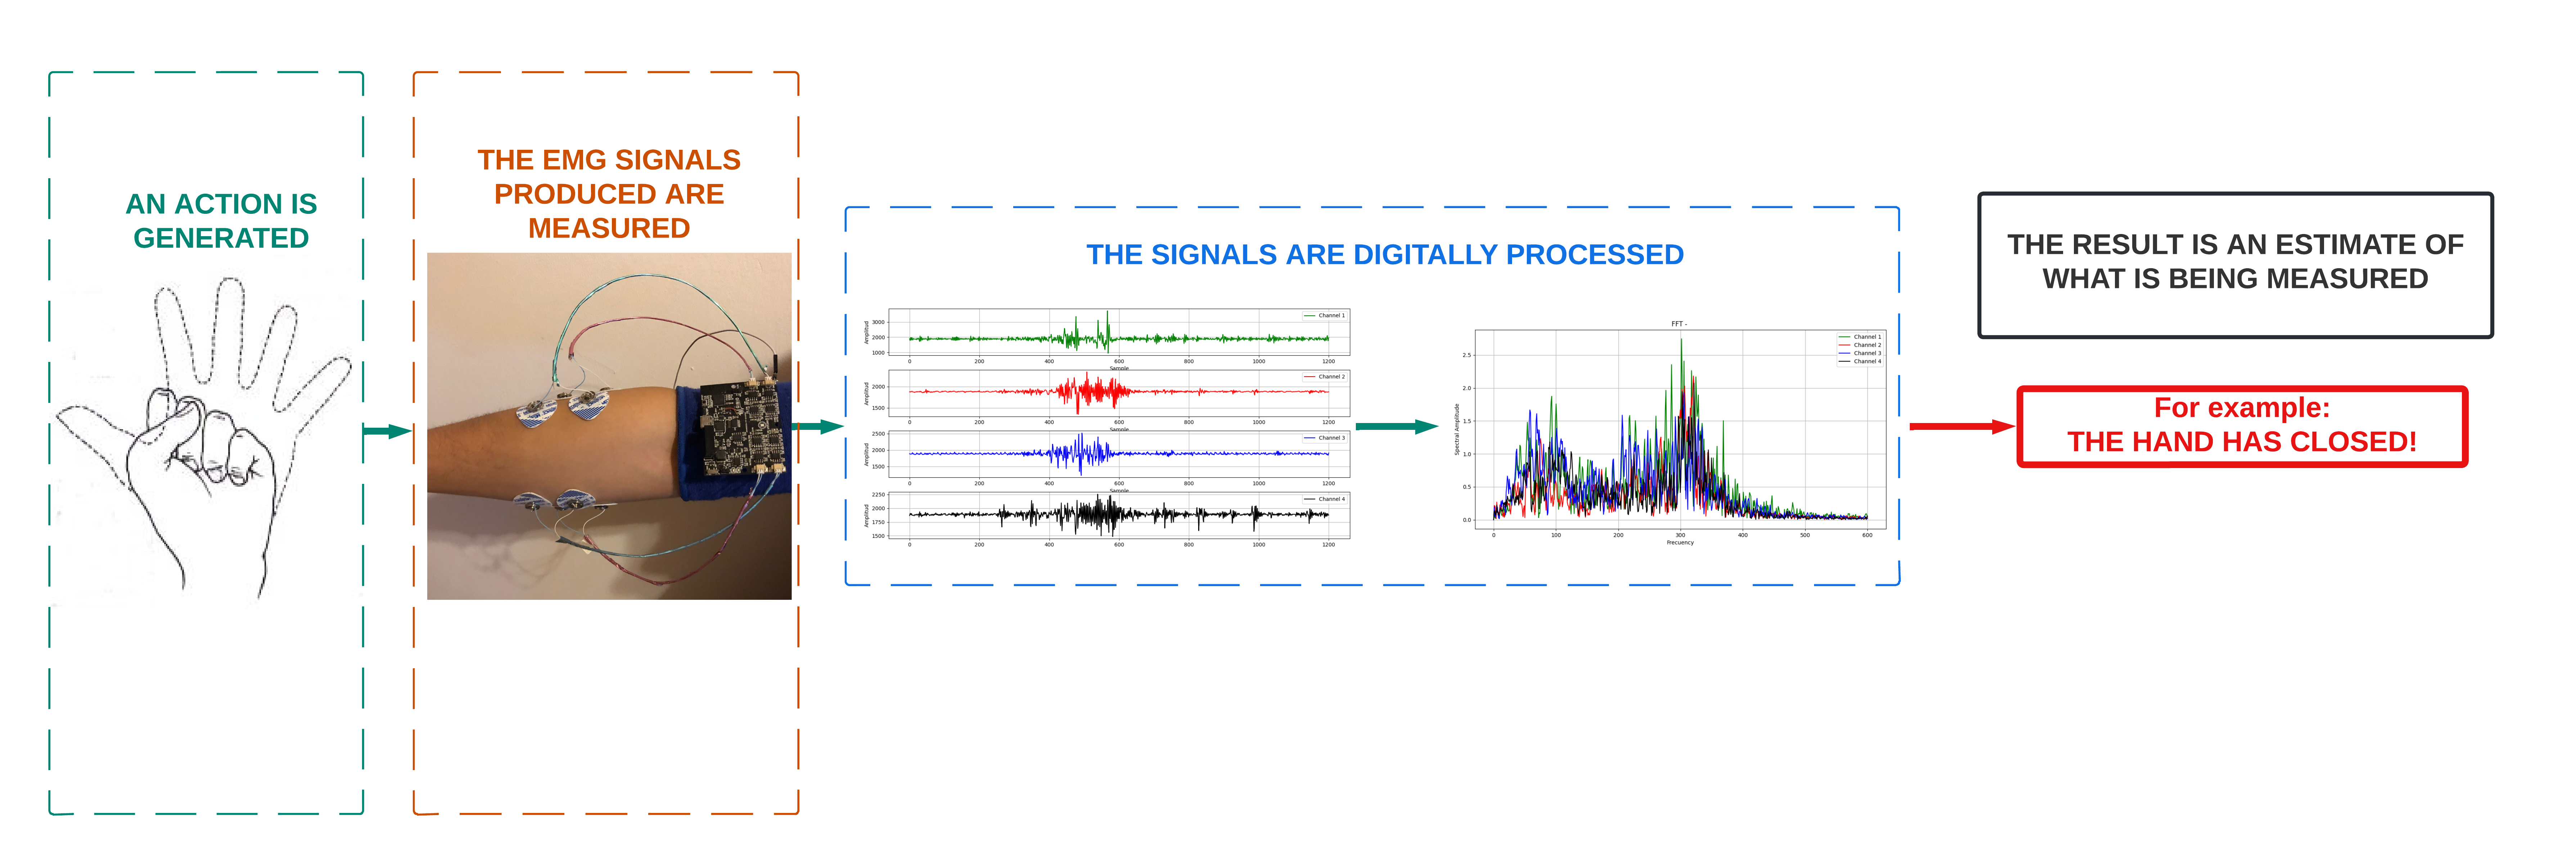 AN ACTION IS
GENERATED
THE EMG SIGNALS
PRODUCED ARE
MEASURED
THE SIGNALS ARE DIGITALLY PROCESSED
Amplitud
3000
2000
1000
Channel 1
0 200 400 600 800 1000 1200
Sample
Amplitud
2000
1500
Channel 2
0 200 400 600 800 1000 1200
Sample
Amplitud
2500
2000
1500
Channel 3
0 200 400 600 800 1000 1200
Sample
Amplitud
2250
2000
1750
1500
Channel 4
0 200 400 600 800 1000 1200
FFT -
Spectral Amplitude
2.5
2.0
1.5
1.0
0.5
0.0
Channel 1
Channel 2
Channel 3
Channel 4
0 100 200 300 400 500 600
Frecuency
THE RESULT IS AN ESTIMATE OF
WHAT IS BEING MEASURED
For example:
THE HAND HAS CLOSED!